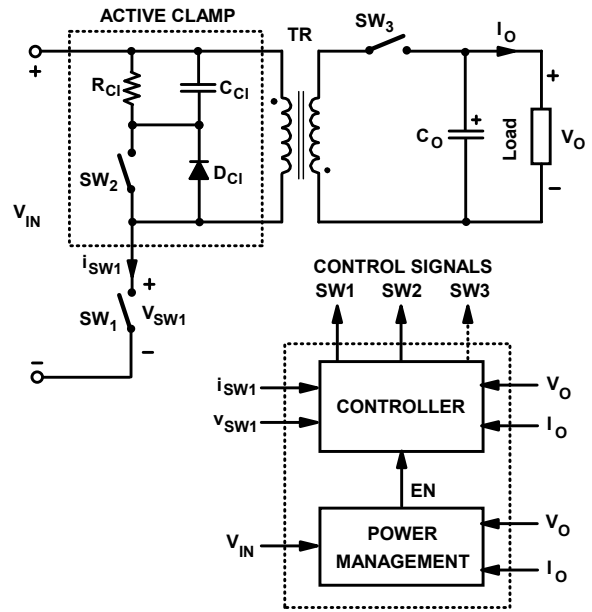 ACTIVE CLAMP
TR
SW3
IO
+
RCl
CCl
+
+
CO
Load
VO
SW2
DCl
−
VIN
iSW1
+
SW1
VSW1
−
−
CONTROL SIGNALS
SW1 SW2 SW3
iSW1
VO
CONTROLLER
vSW1
IO
EN
VO
VIN
POWER
MANAGEMENT
IO